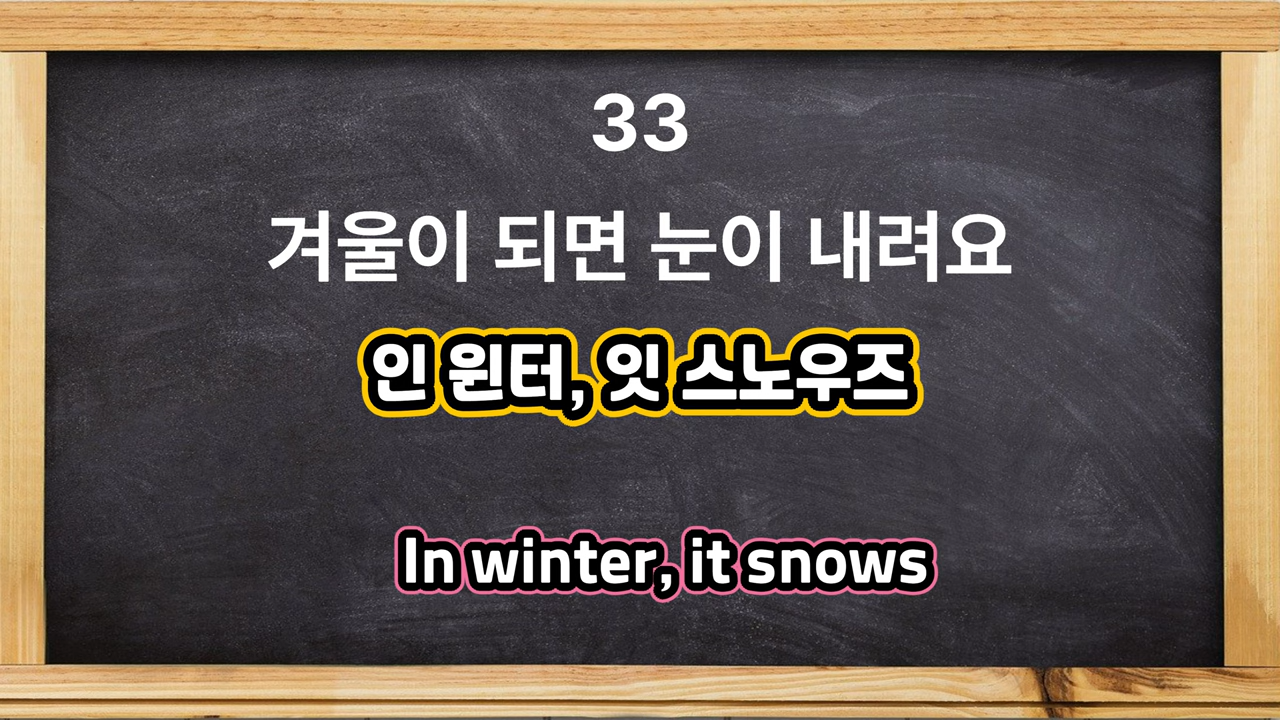 33
겨울이 되면 눈이 내려요
인 윈터, 잇 스노우즈
In winter, it snows